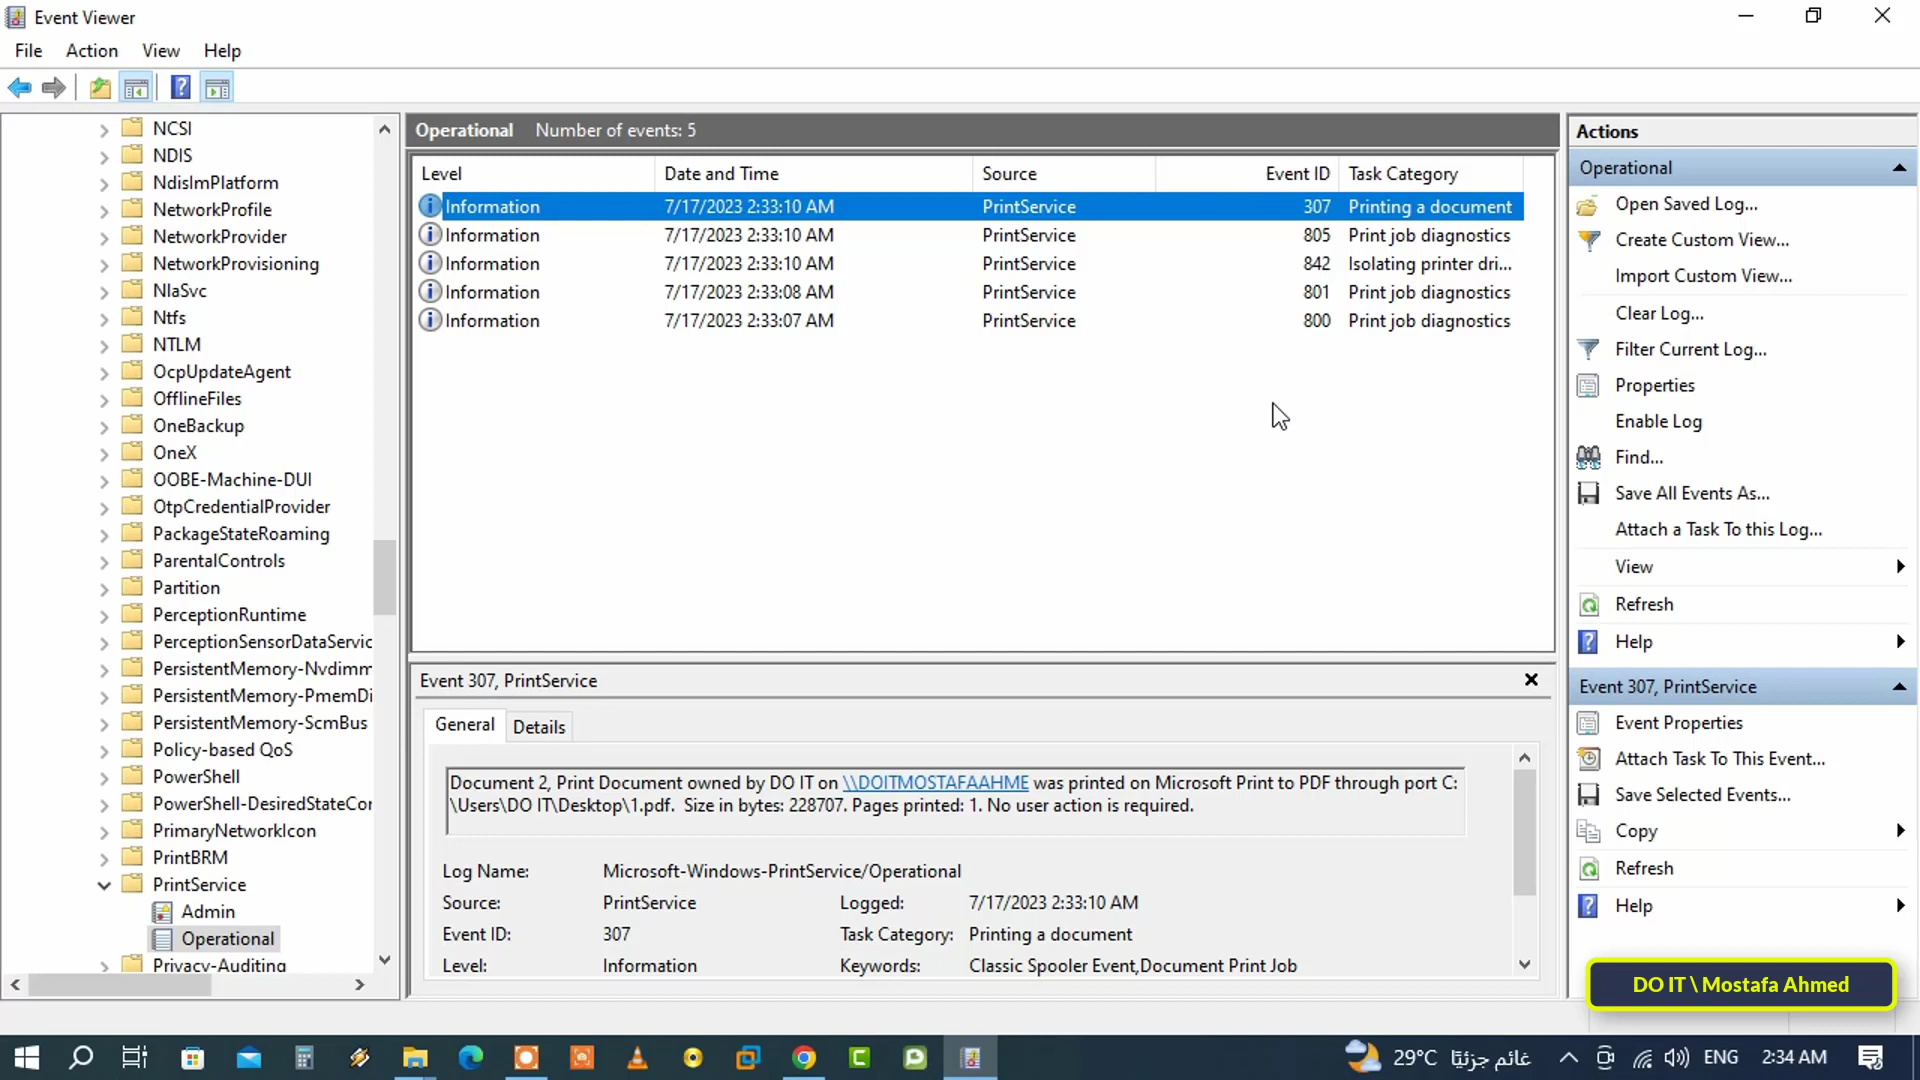 Event Viewer
File Action View Help
NCSI
NDIS
NdisImPlatform
NetworkProfile
NetworkProvider
NetworkProvisioning
NlaSvc
Ntfs
NTLM
OcpUpdateAgent
OfflineFiles
OneBackup
OneX
OOBE-Machine-DUI
OtpCredentialProvider
PackageStateRoaming
ParentalControls
Partition
PerceptionRuntime
PerceptionSensorDataServic
PersistentMemory-Nvdimm
PersistentMemory-PmemDi
PersistentMemory-ScmBus
Policy-based QoS
PowerShell
PowerShell-DesiredStateCor
PrimaryNetworkIcon
PrintBRM
PrintService
Admin
Operational
Privacy-Auditing
Operational Number of events: 5
Level Date and Time Source Event ID Task Category
Information 7/17/2023 2:33:10 AM PrintService 307 Printing a document
Information 7/17/2023 2:33:10 AM PrintService 805 Print job diagnostics
Information 7/17/2023 2:33:10 AM PrintService 842 Isolating printer dri...
Information 7/17/2023 2:33:08 AM PrintService 801 Print job diagnostics
Information 7/17/2023 2:33:07 AM PrintService 800 Print job diagnostics
Event 307, PrintService
General Details
Document 2, Print Document owned by DO IT on \\DOITMOSTAFAAHME was printed on Microsoft Print to PDF through port C:
\Users\DO IT\Desktop\1.pdf. Size in bytes: 228707. Pages printed: 1. No user action is required.
Log Name: Microsoft-Windows-PrintService/Operational
Source: PrintService Logged: 7/17/2023 2:33:10 AM
Event ID: 307 Task Category: Printing a document
Level: Information Keywords: Classic Spooler Event,Document Print Job
Actions
Operational
Open Saved Log...
Create Custom View...
Import Custom View...
Clear Log...
Filter Current Log...
Properties
Enable Log
Find...
Save All Events As...
Attach a Task To this Log...
View
Refresh
Help
Event 307, PrintService
Event Properties
Attach Task To This Event...
Save Selected Events...
Copy
Refresh
Help
DO IT \ Mostafa Ahmed
29°C غائم جزئيًا ENG 2:34 AM